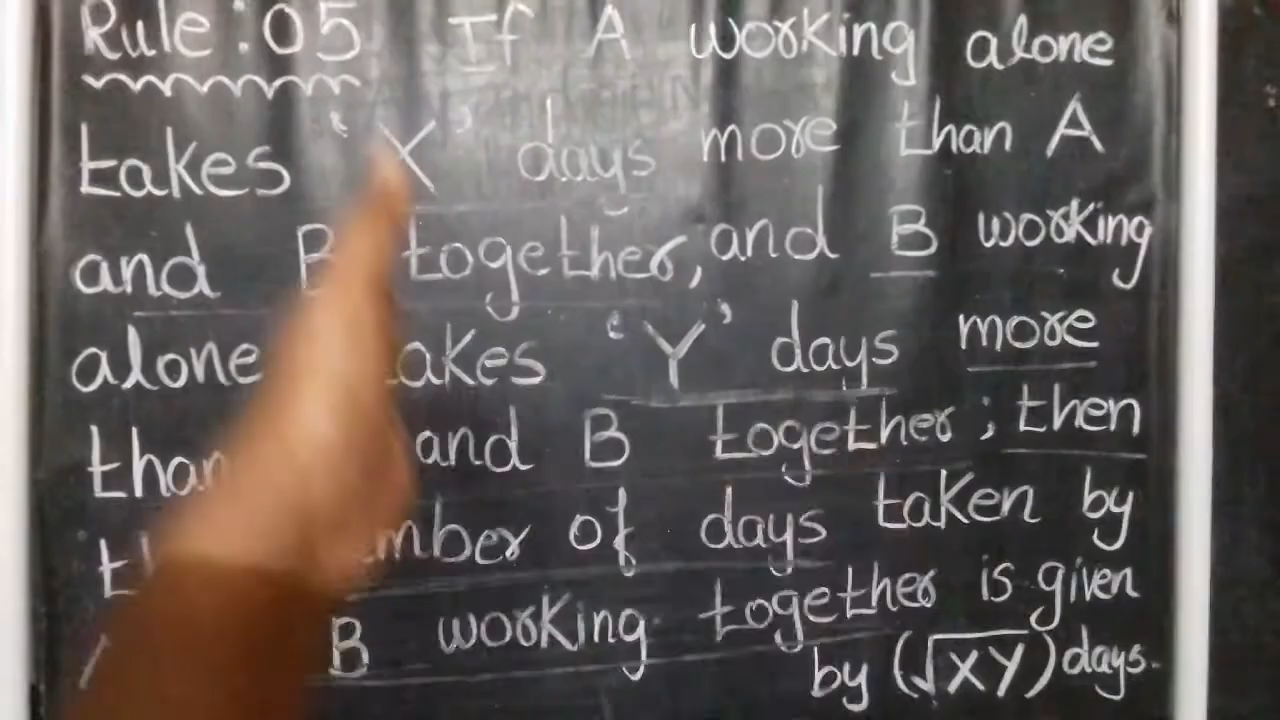 Rule:05 If A working alone
takes 'X' days more than A
and B together, and B working
alone takes 'Y' days more
than and B together; then
of days taken by
B working together is given
by (√XY) days.